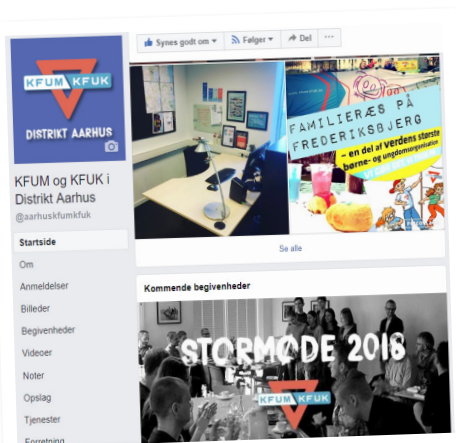 Synes godt om
Følger
Del
KFUM KFUK
DISTRIKT AARHUS
KFUM og KFUK i
Distrikt Aarhus
@aarhuskfumkfuk
Startside
Om
Anmeldelser
Billeder
Begivenheder
Videoer
Noter
Opslag
Tjenester
Forretning
FAMILIERÆS PÅ
FREDERIKSBJERG
– en del af Verdens største
børne- og ungdomsorganisation
Se alle
Kommende begivenheder
STORMØDE 2018
KFUM KFUK